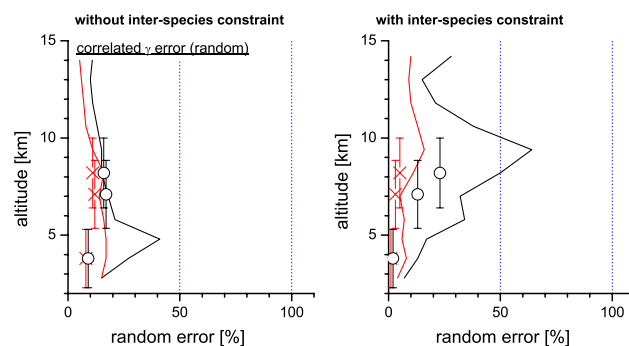 without inter-species constraint
with inter-species constraint
correlated γ error (random)
15
10
5
altitude [km]
0
50
100
random error [%]
15
10
5
altitude [km]
0
50
100
random error [%]